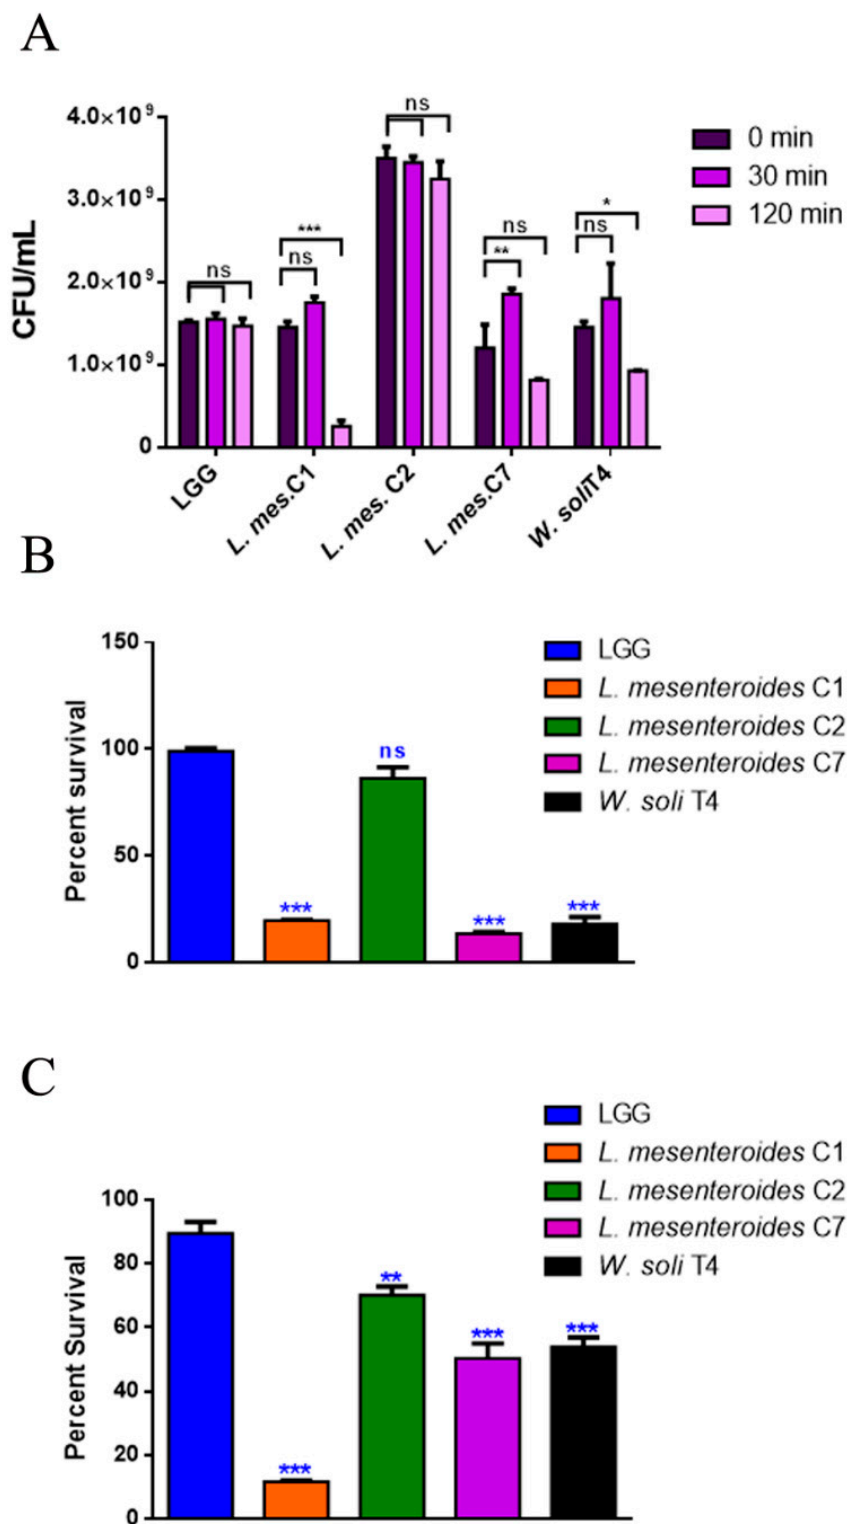 A
CFU/mL
4.0×10⁹
3.0×10⁹
2.0×10⁹
1.0×10⁹
0
ns
***
ns
ns
ns
**
*
ns
0 min
30 min
120 min
LGG
L. mes.C1
L. mes. C2
L. mes.C7
W. soliT4
B
Percent survival
150
100
50
0
***
ns
***
***
LGG
L. mesenteroides C1
L. mesenteroides C2
L. mesenteroides C7
W. soli T4
C
Percent Survival
100
80
60
40
20
0
***
**
***
***
LGG
L. mesenteroides C1
L. mesenteroides C2
L. mesenteroides C7
W. soli T4